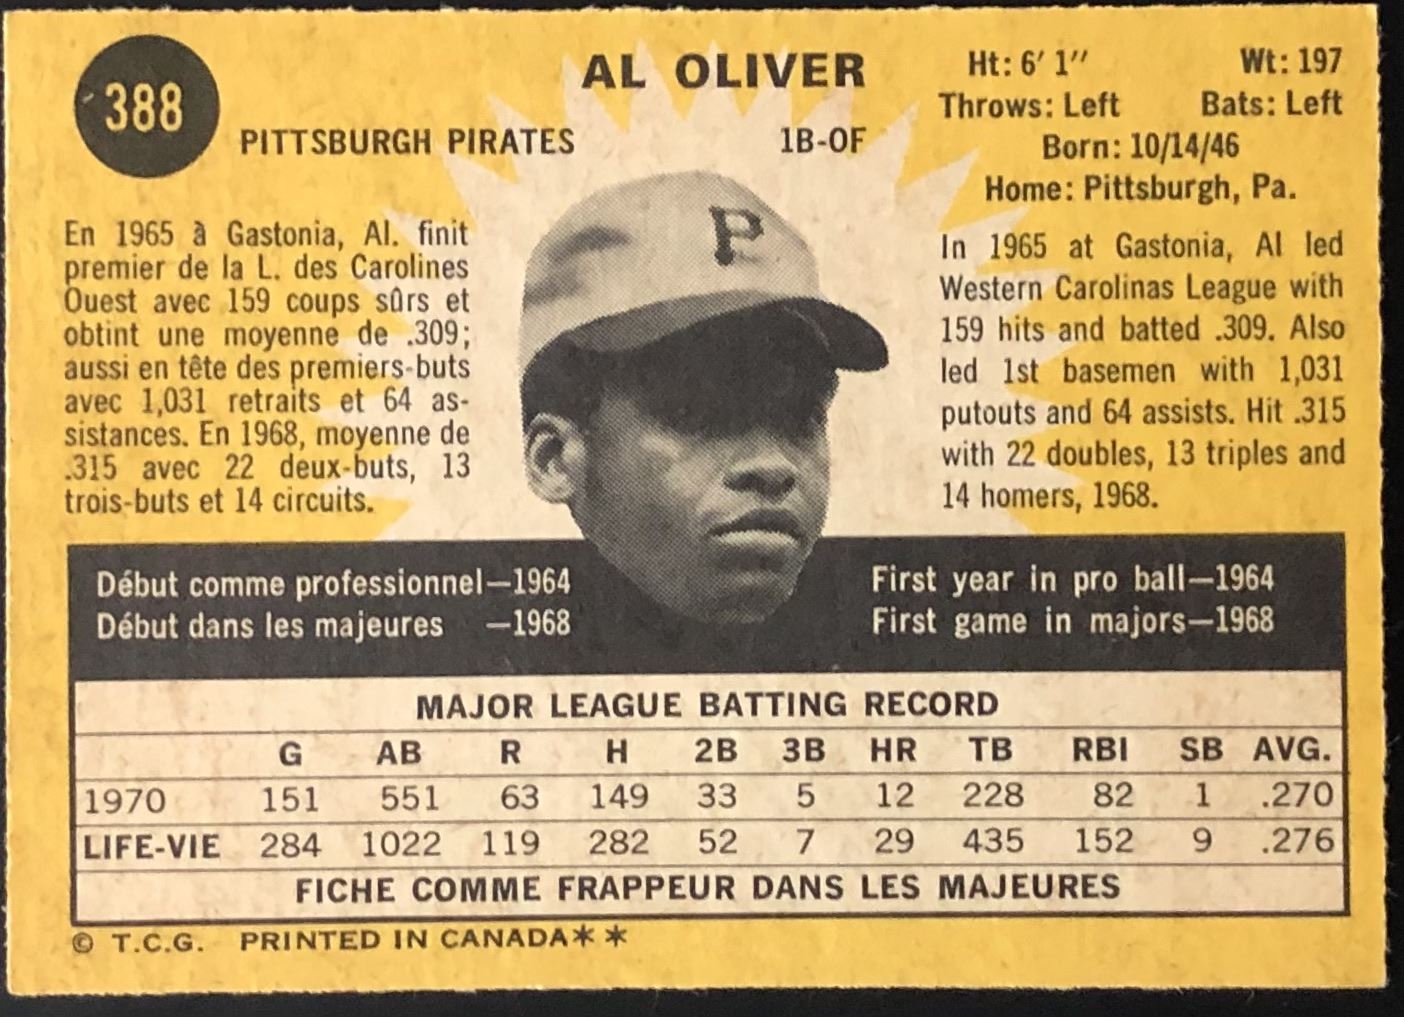 388
AL OLIVER
PITTSBURGH PIRATES 1B-OF
Ht: 6' 1" Wt: 197
Throws: Left Bats: Left
Born: 10/14/46
Home: Pittsburgh, Pa.
En 1965 à Gastonia, Al. finit
premier de la L. des Carolines
Ouest avec 159 coups sûrs et
obtint une moyenne de .309;
aussi en tête des premiers-buts
avec 1,031 retraits et 64 as-
sistances. En 1968, moyenne de
.315 avec 22 deux-buts, 13
trois-buts et 14 circuits.
P
In 1965 at Gastonia, Al led
Western Carolinas League with
159 hits and batted .309. Also
led 1st basemen with 1,031
putouts and 64 assists. Hit .315
with 22 doubles, 13 triples and
14 homers, 1968.
Début comme professionnel—1964
Début dans les majeures —1968
First year in pro ball—1964
First game in majors—1968
MAJOR LEAGUE BATTING RECORD
G AB R H 2B 3B HR TB RBI SB AVG.
1970 151 551 63 149 33 5 12 228 82 1 .270
LIFE-VIE 284 1022 119 282 52 7 29 435 152 9 .276
FICHE COMME FRAPPEUR DANS LES MAJEURES
© T.C.G. PRINTED IN CANADA**